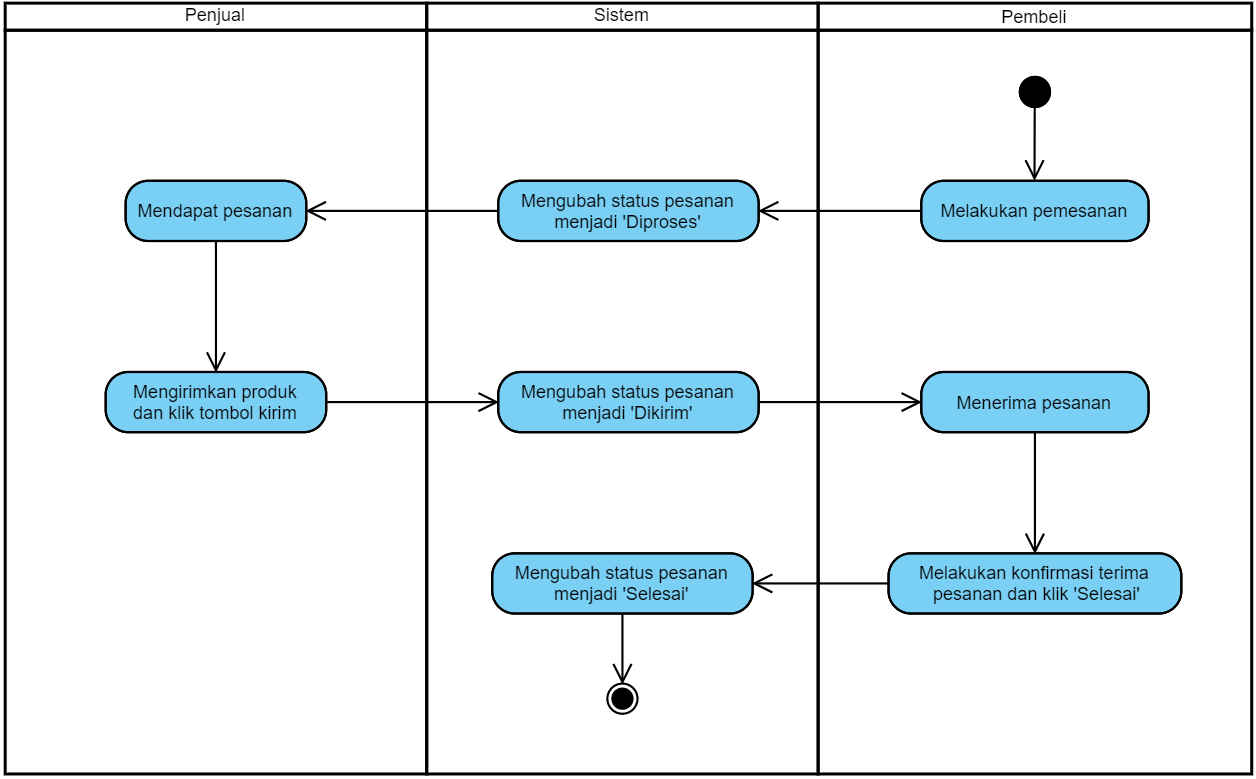 Penjual
Sistem
Pembeli
Mendapat pesanan
Mengubah status pesanan
menjadi 'Diproses'
Melakukan pemesanan
Mengirimkan produk
dan klik tombol kirim
Mengubah status pesanan
menjadi 'Dikirim'
Menerima pesanan
Mengubah status pesanan
menjadi 'Selesai'
Melakukan konfirmasi terima
pesanan dan klik 'Selesai'